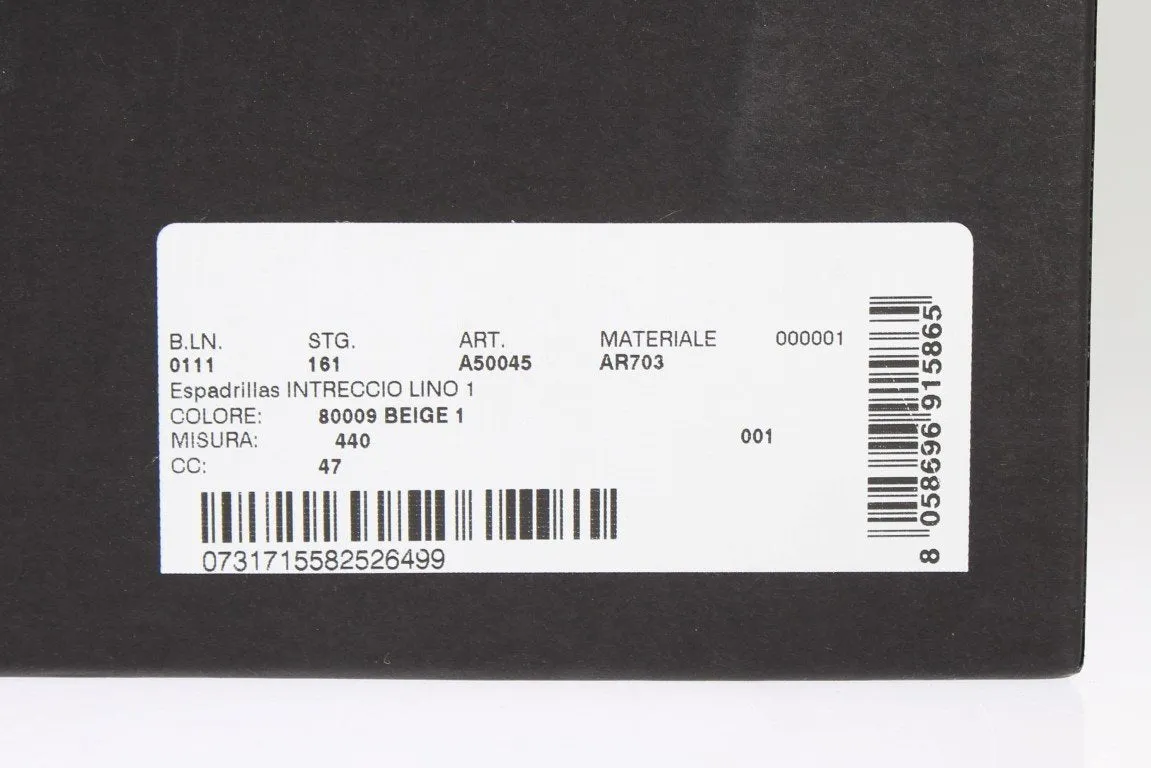 B.LN. STG. ART. MATERIALE 000001
0111 161 A50045 AR703
Espadrillas INTRECCIO LINO 1
COLORE: 80009 BEIGE 1
MISURA: 440 001
CC: 47
0731715582526499
8 058696 915865